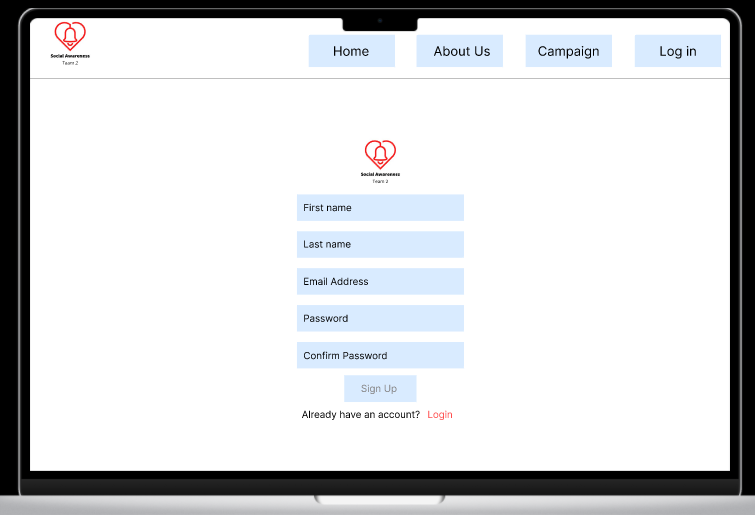 Social Awareness
Team 2
Home
About Us
Campaign
Log in
Social Awareness
Team 2
First name
Last name
Email Address
Password
Confirm Password
Sign Up
Already have an account? Login